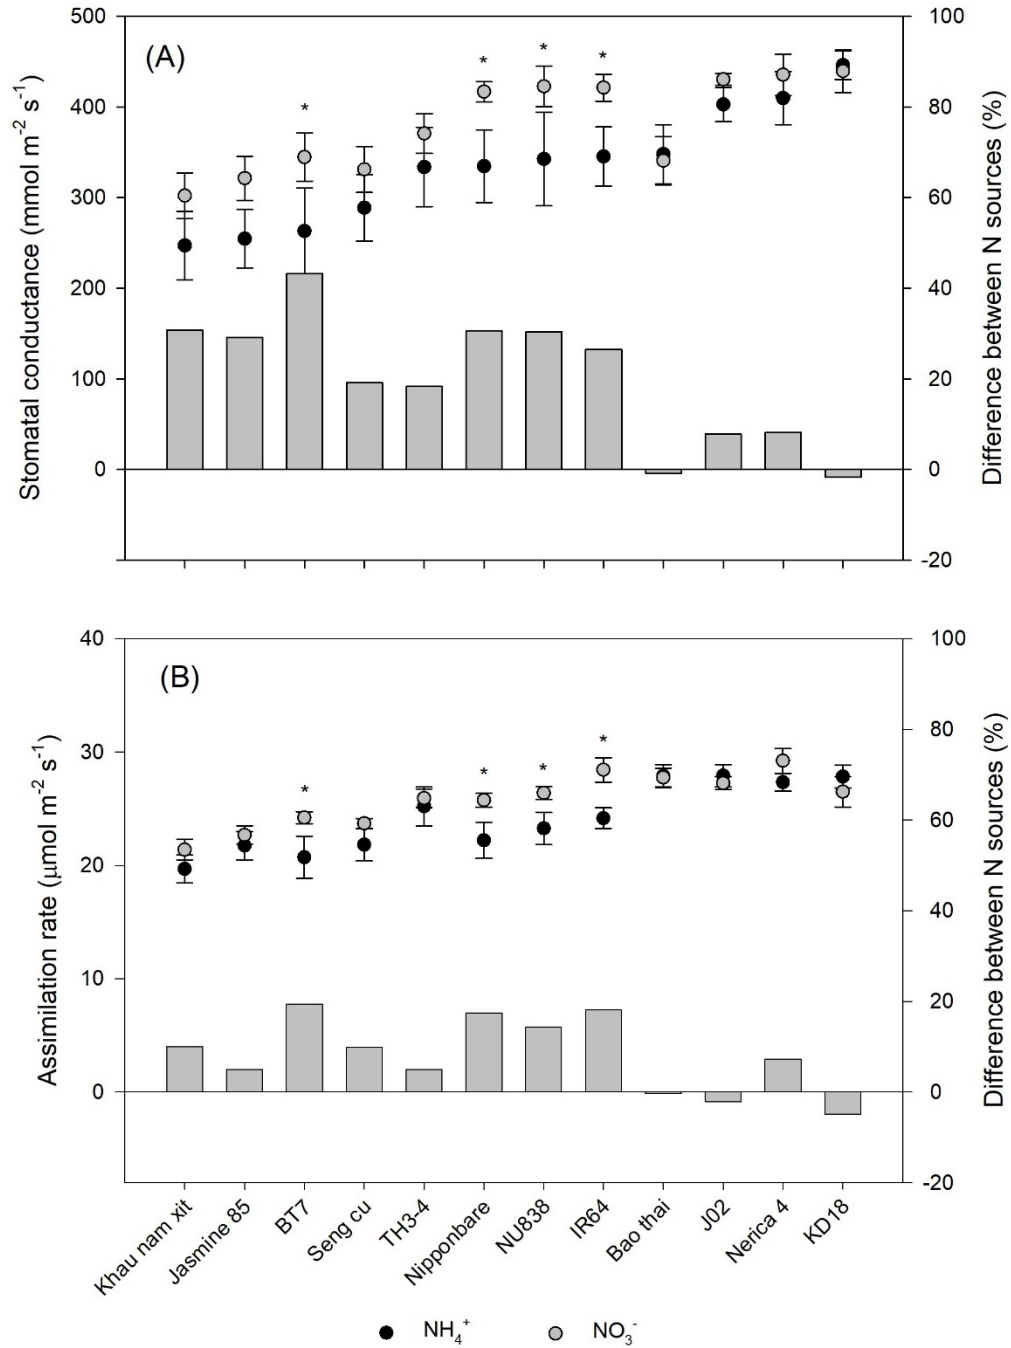 (A)
500
400
300
200
100
0
Stomatal conductance (mmol m⁻² s⁻¹)
100
80
60
40
20
0
-20
Difference between N sources (%)
*
*
*
*
(B)
40
30
20
10
0
Assimilation rate (μmol m⁻² s⁻¹)
100
80
60
40
20
0
-20
Difference between N sources (%)
*
*
*
*
Khau nam xit
Jasmine 85
BT7
Seng cu
TH3-4
Nipponbare
NU838
IR64
Bao thai
J02
Nerica 4
KD18
NH₄⁺
NO₃⁻